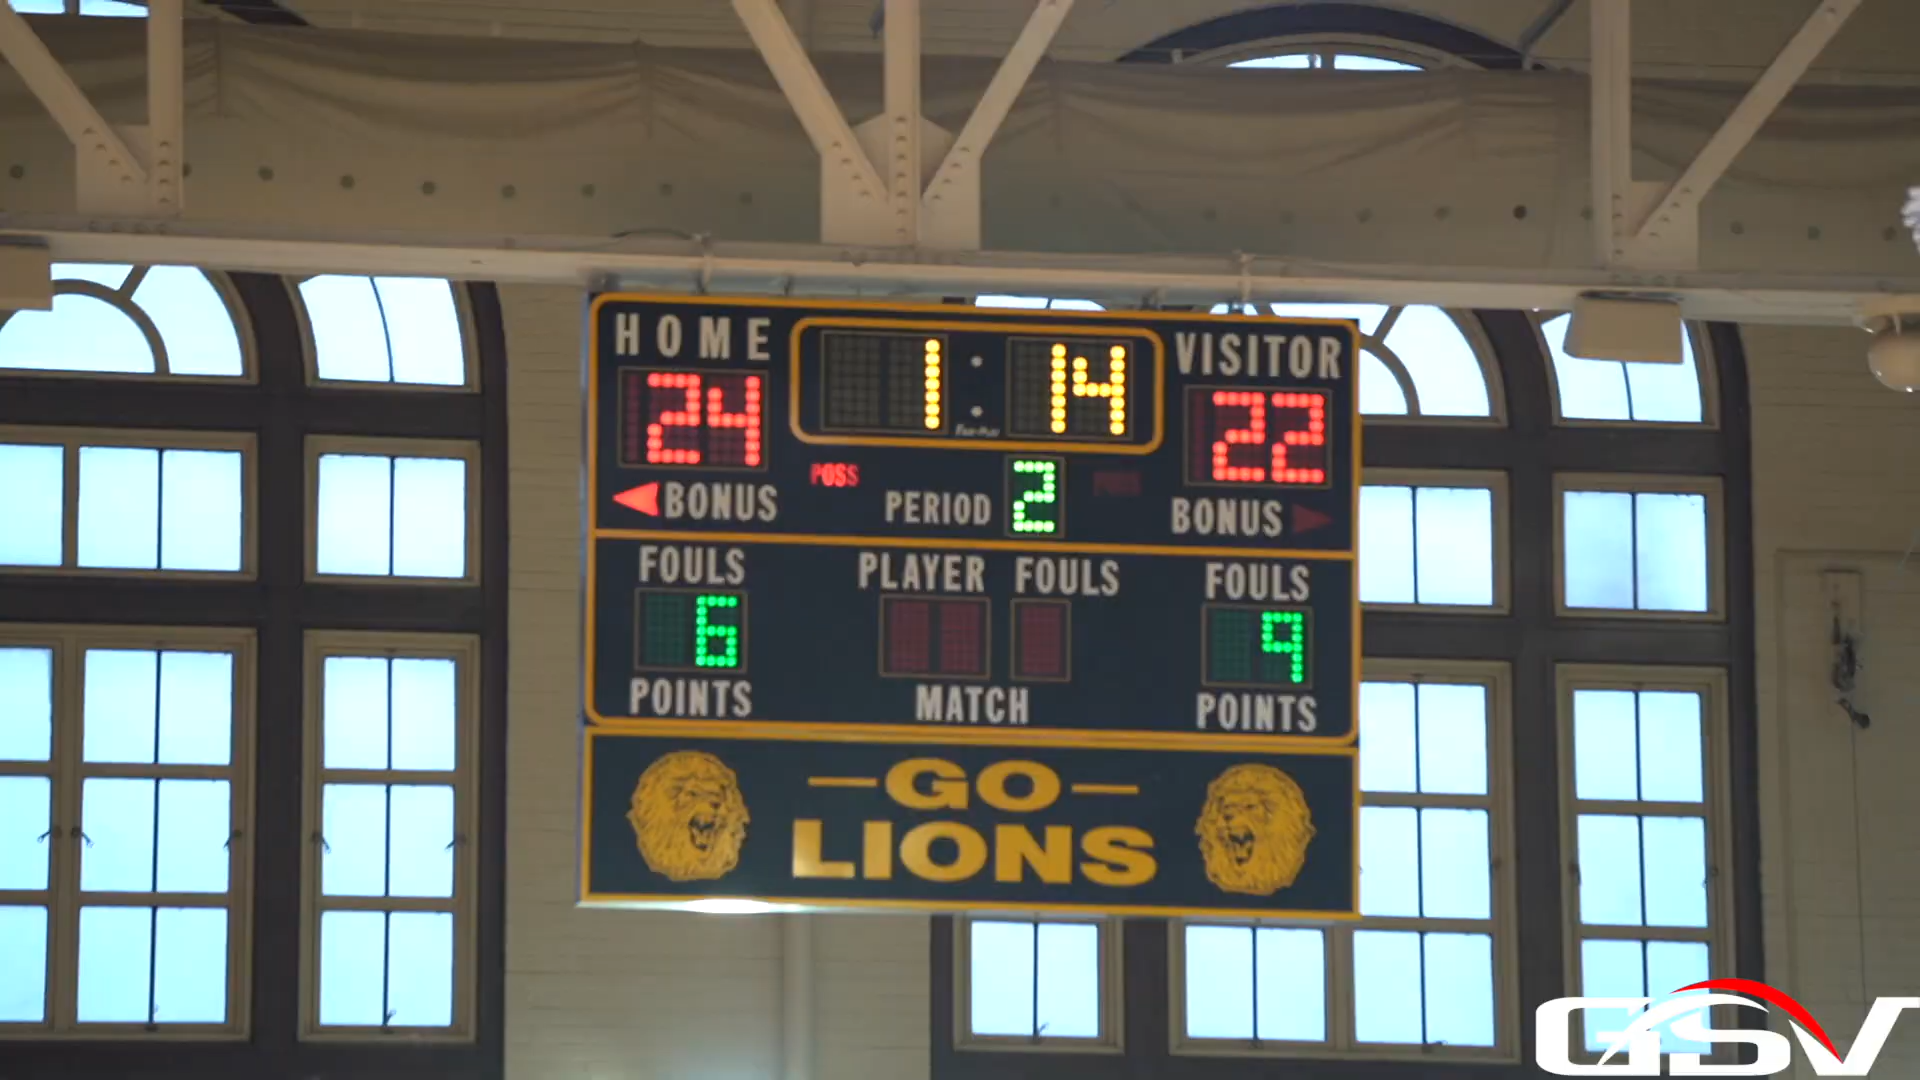 HOME 1:14 VISITOR
24 22
POSS
BONUS PERIOD 2 BONUS
FOULS PLAYER FOULS FOULS
6 9
POINTS MATCH POINTS
GO
LIONS
GSV